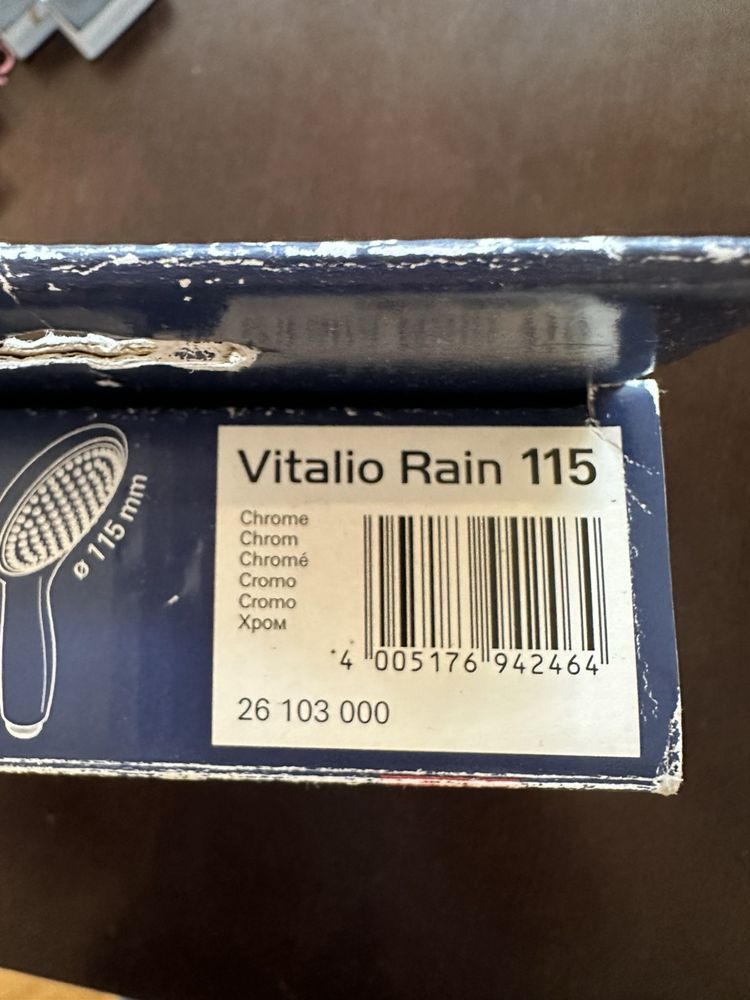 Vitalio Rain 115
ø 115 mm
Chrome
Chrom
Chromé
Cromo
Cromo
Хром
4 005176 942464
26 103 000